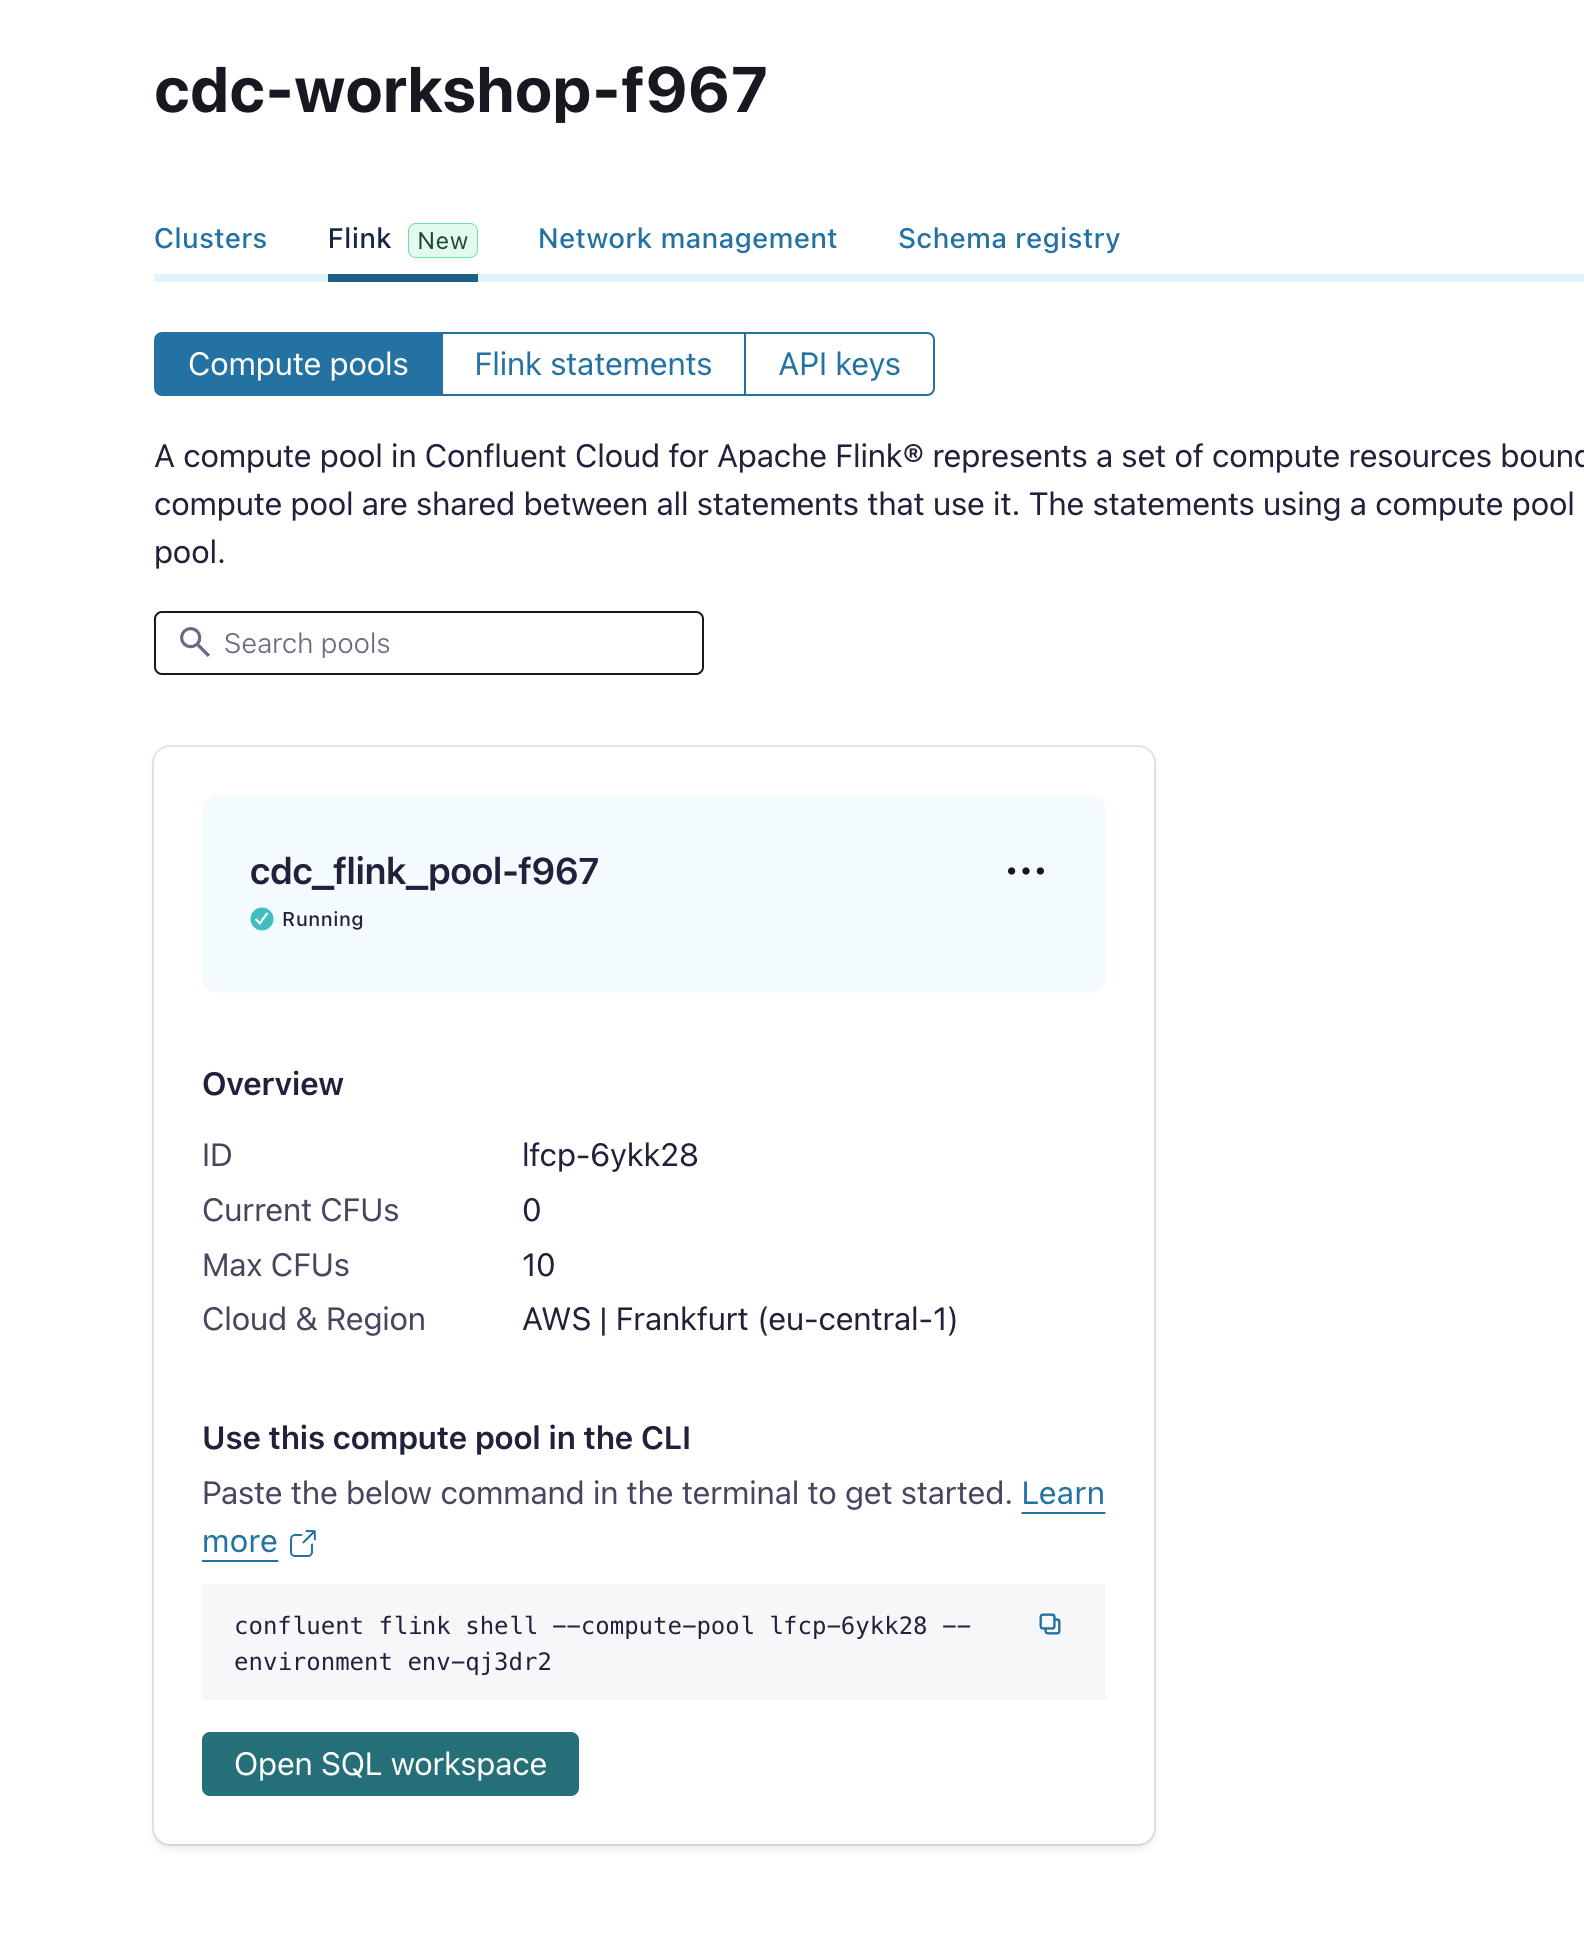 cdc-workshop-f967
Clusters Flink New Network management Schema registry
Compute pools Flink statements API keys
A compute pool in Confluent Cloud for Apache Flink® represents a set of compute resources
compute pool are shared between all statements that use it. The statements using a compute pool
pool.
Search pools
cdc_flink_pool-f967
...
Running
Overview
ID lfcp-6ykk28
Current CFUs 0
Max CFUs 10
Cloud & Region AWS | Frankfurt (eu-central-1)
Use this compute pool in the CLI
Paste the below command in the terminal to get started. Learn
more
confluent flink shell --compute-pool lfcp-6ykk28 --
environment env-qj3dr2
Open SQL workspace